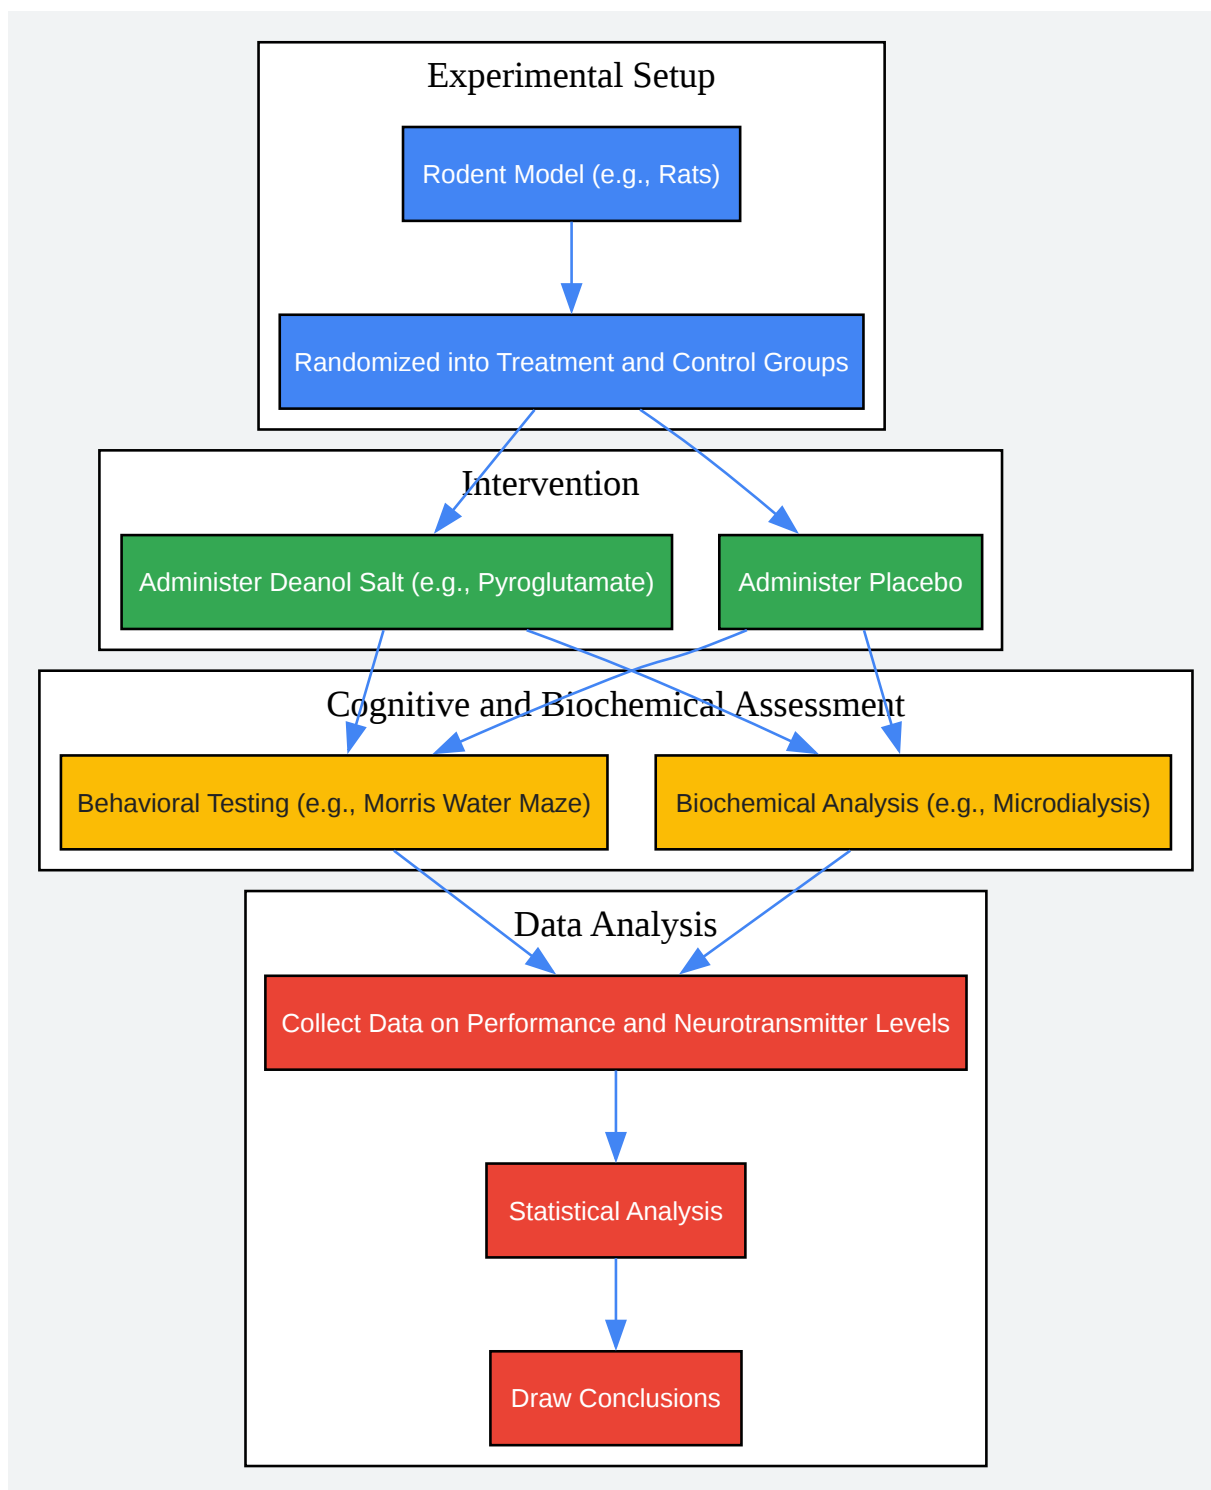 Experimental Setup
Rodent Model (e.g., Rats)
Randomized into Treatment and Control Groups
Intervention
Administer Deanol Salt (e.g., Pyroglutamate)
Administer Placebo
Cognitive and Biochemical Assessment
Behavioral Testing (e.g., Morris Water Maze)
Biochemical Analysis (e.g., Microdialysis)
Data Analysis
Collect Data on Performance and Neurotransmitter Levels
Statistical Analysis
Draw Conclusions